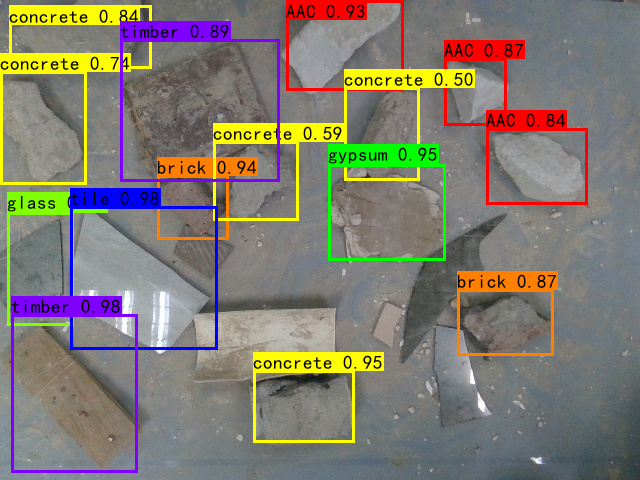 concrete 0.84
timber 0.89
AAC 0.93
AAC 0.87
concrete 0.74
concrete 0.50
AAC 0.84
concrete 0.59
gypsum 0.95
brick 0.94
glass
tile 0.98
brick 0.87
timber 0.98
concrete 0.95